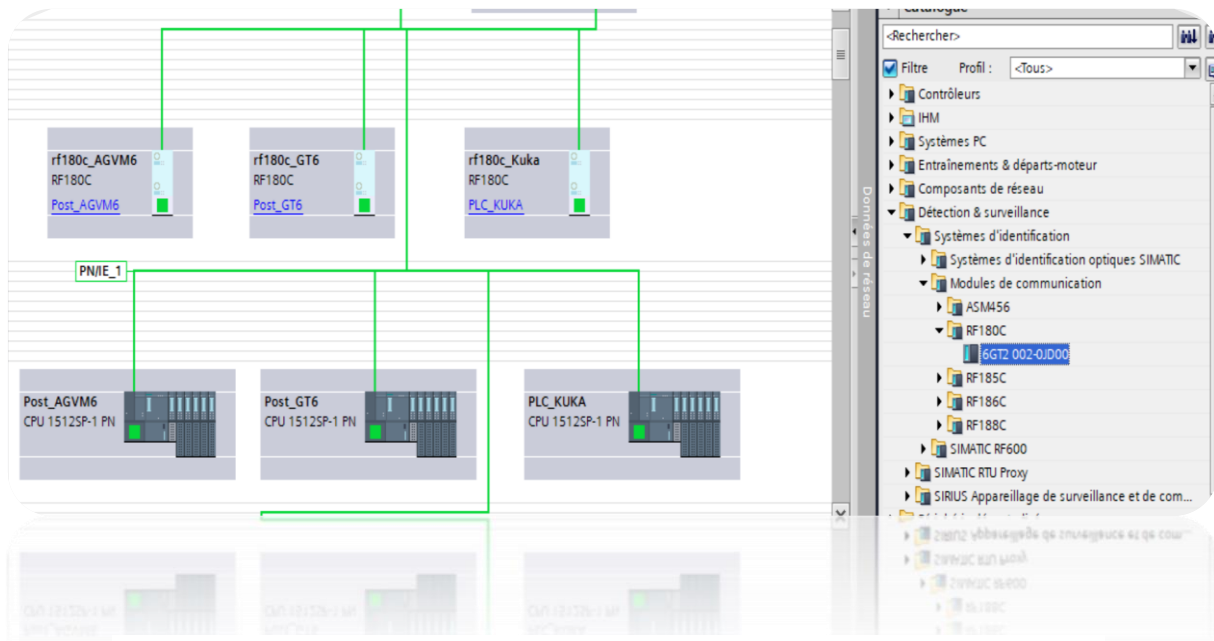 rf180c_AGVM6
RF180C
Post_AGVM6
rf180c_GT6
RF180C
Post_GT6
rf180c_Kuka
RF180C
PLC_KUKA
PN/IE_1
Post_AGVM6
CPU 1512SP-1 PN
Post_GT6
CPU 1512SP-1 PN
PLC_KUKA
CPU 1512SP-1 PN
Données de réseau
Catalogue
<Rechercher>
Filtre Profil : <Tous>
Contrôleurs
IHM
Systèmes PC
Entraînements & départs-moteur
Composants de réseau
Détection & surveillance
Systèmes d'identification
Systèmes d'identification optiques SIMATIC
Modules de communication
ASM456
RF180C
6GT2 002-0JD00
RF185C
RF186C
RF188C
SIMATIC RF600
SIMATIC RTU Proxy
SIRIUS Appareillage de surveillance et de com...